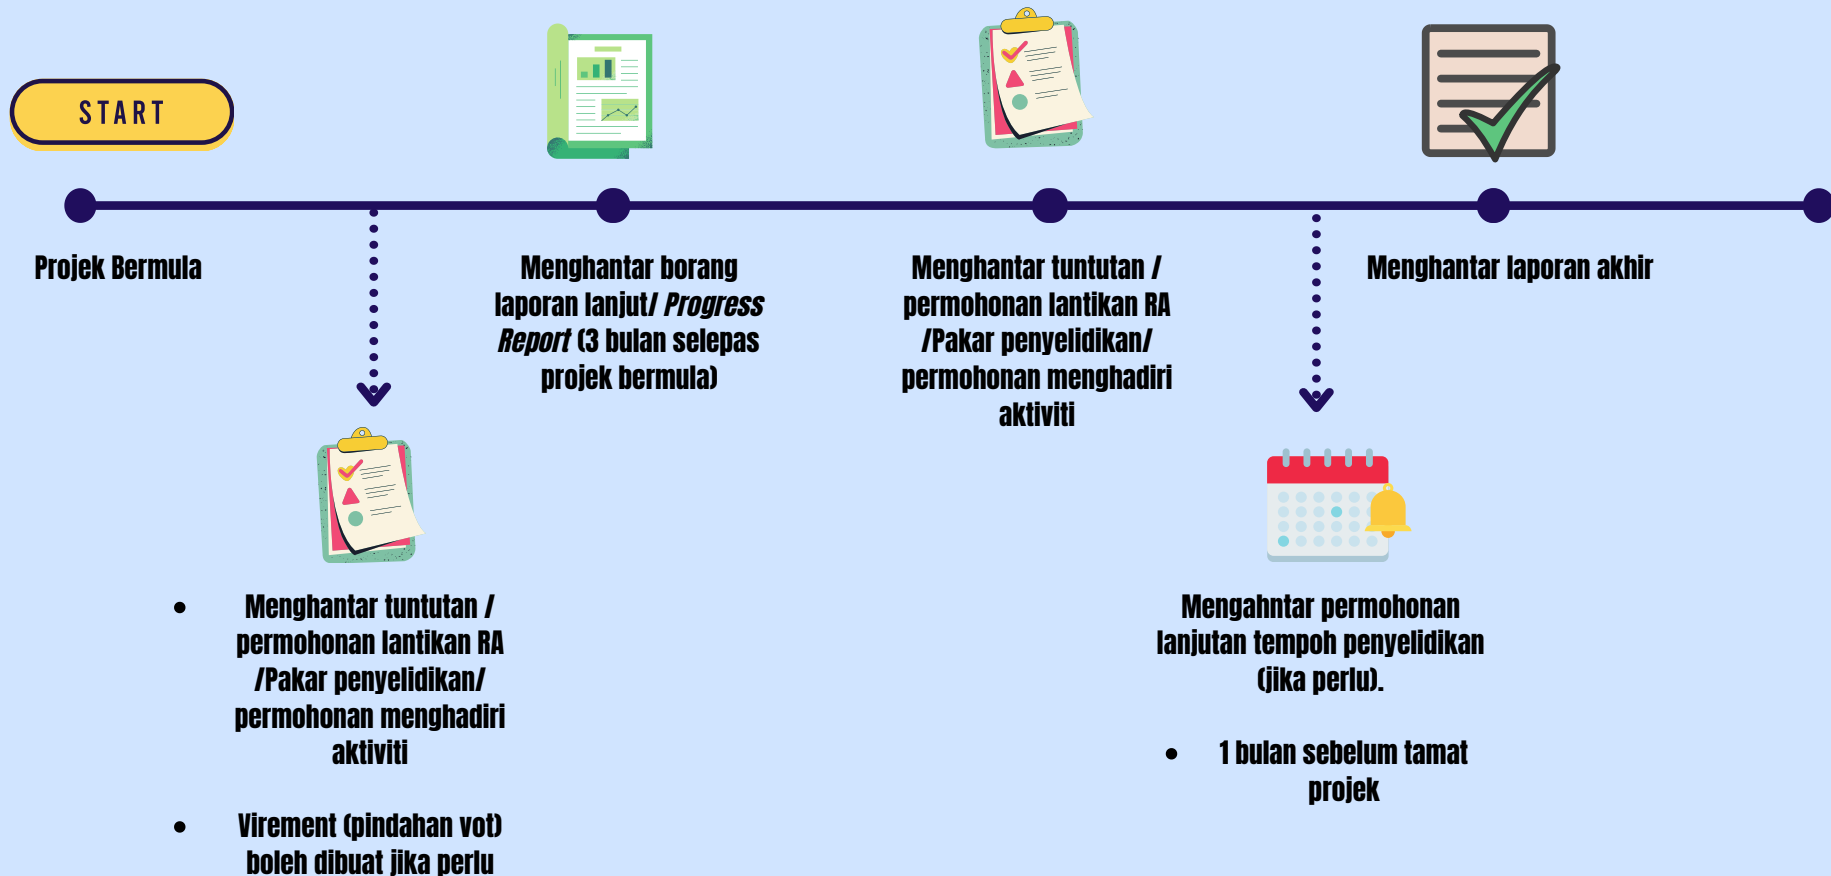 START
Projek Bermula
Menghantar borang
laporan lanjut/ Progress
Report (3 bulan selepas
projek bermula)
Menghantar tuntutan /
permohonan lantikan RA
/Pakar penyelidikan/
permohonan menghadiri
aktiviti
Menghantar laporan akhir
• Menghantar tuntutan /
permohonan lantikan RA
/Pakar penyelidikan/
permohonan menghadiri
aktiviti
• Virement (pindahan vot)
boleh dibuat jika perlu
Mengahntar permohonan
lanjutan tempoh penyelidikan
(jika perlu).
• 1 bulan sebelum tamat
projek